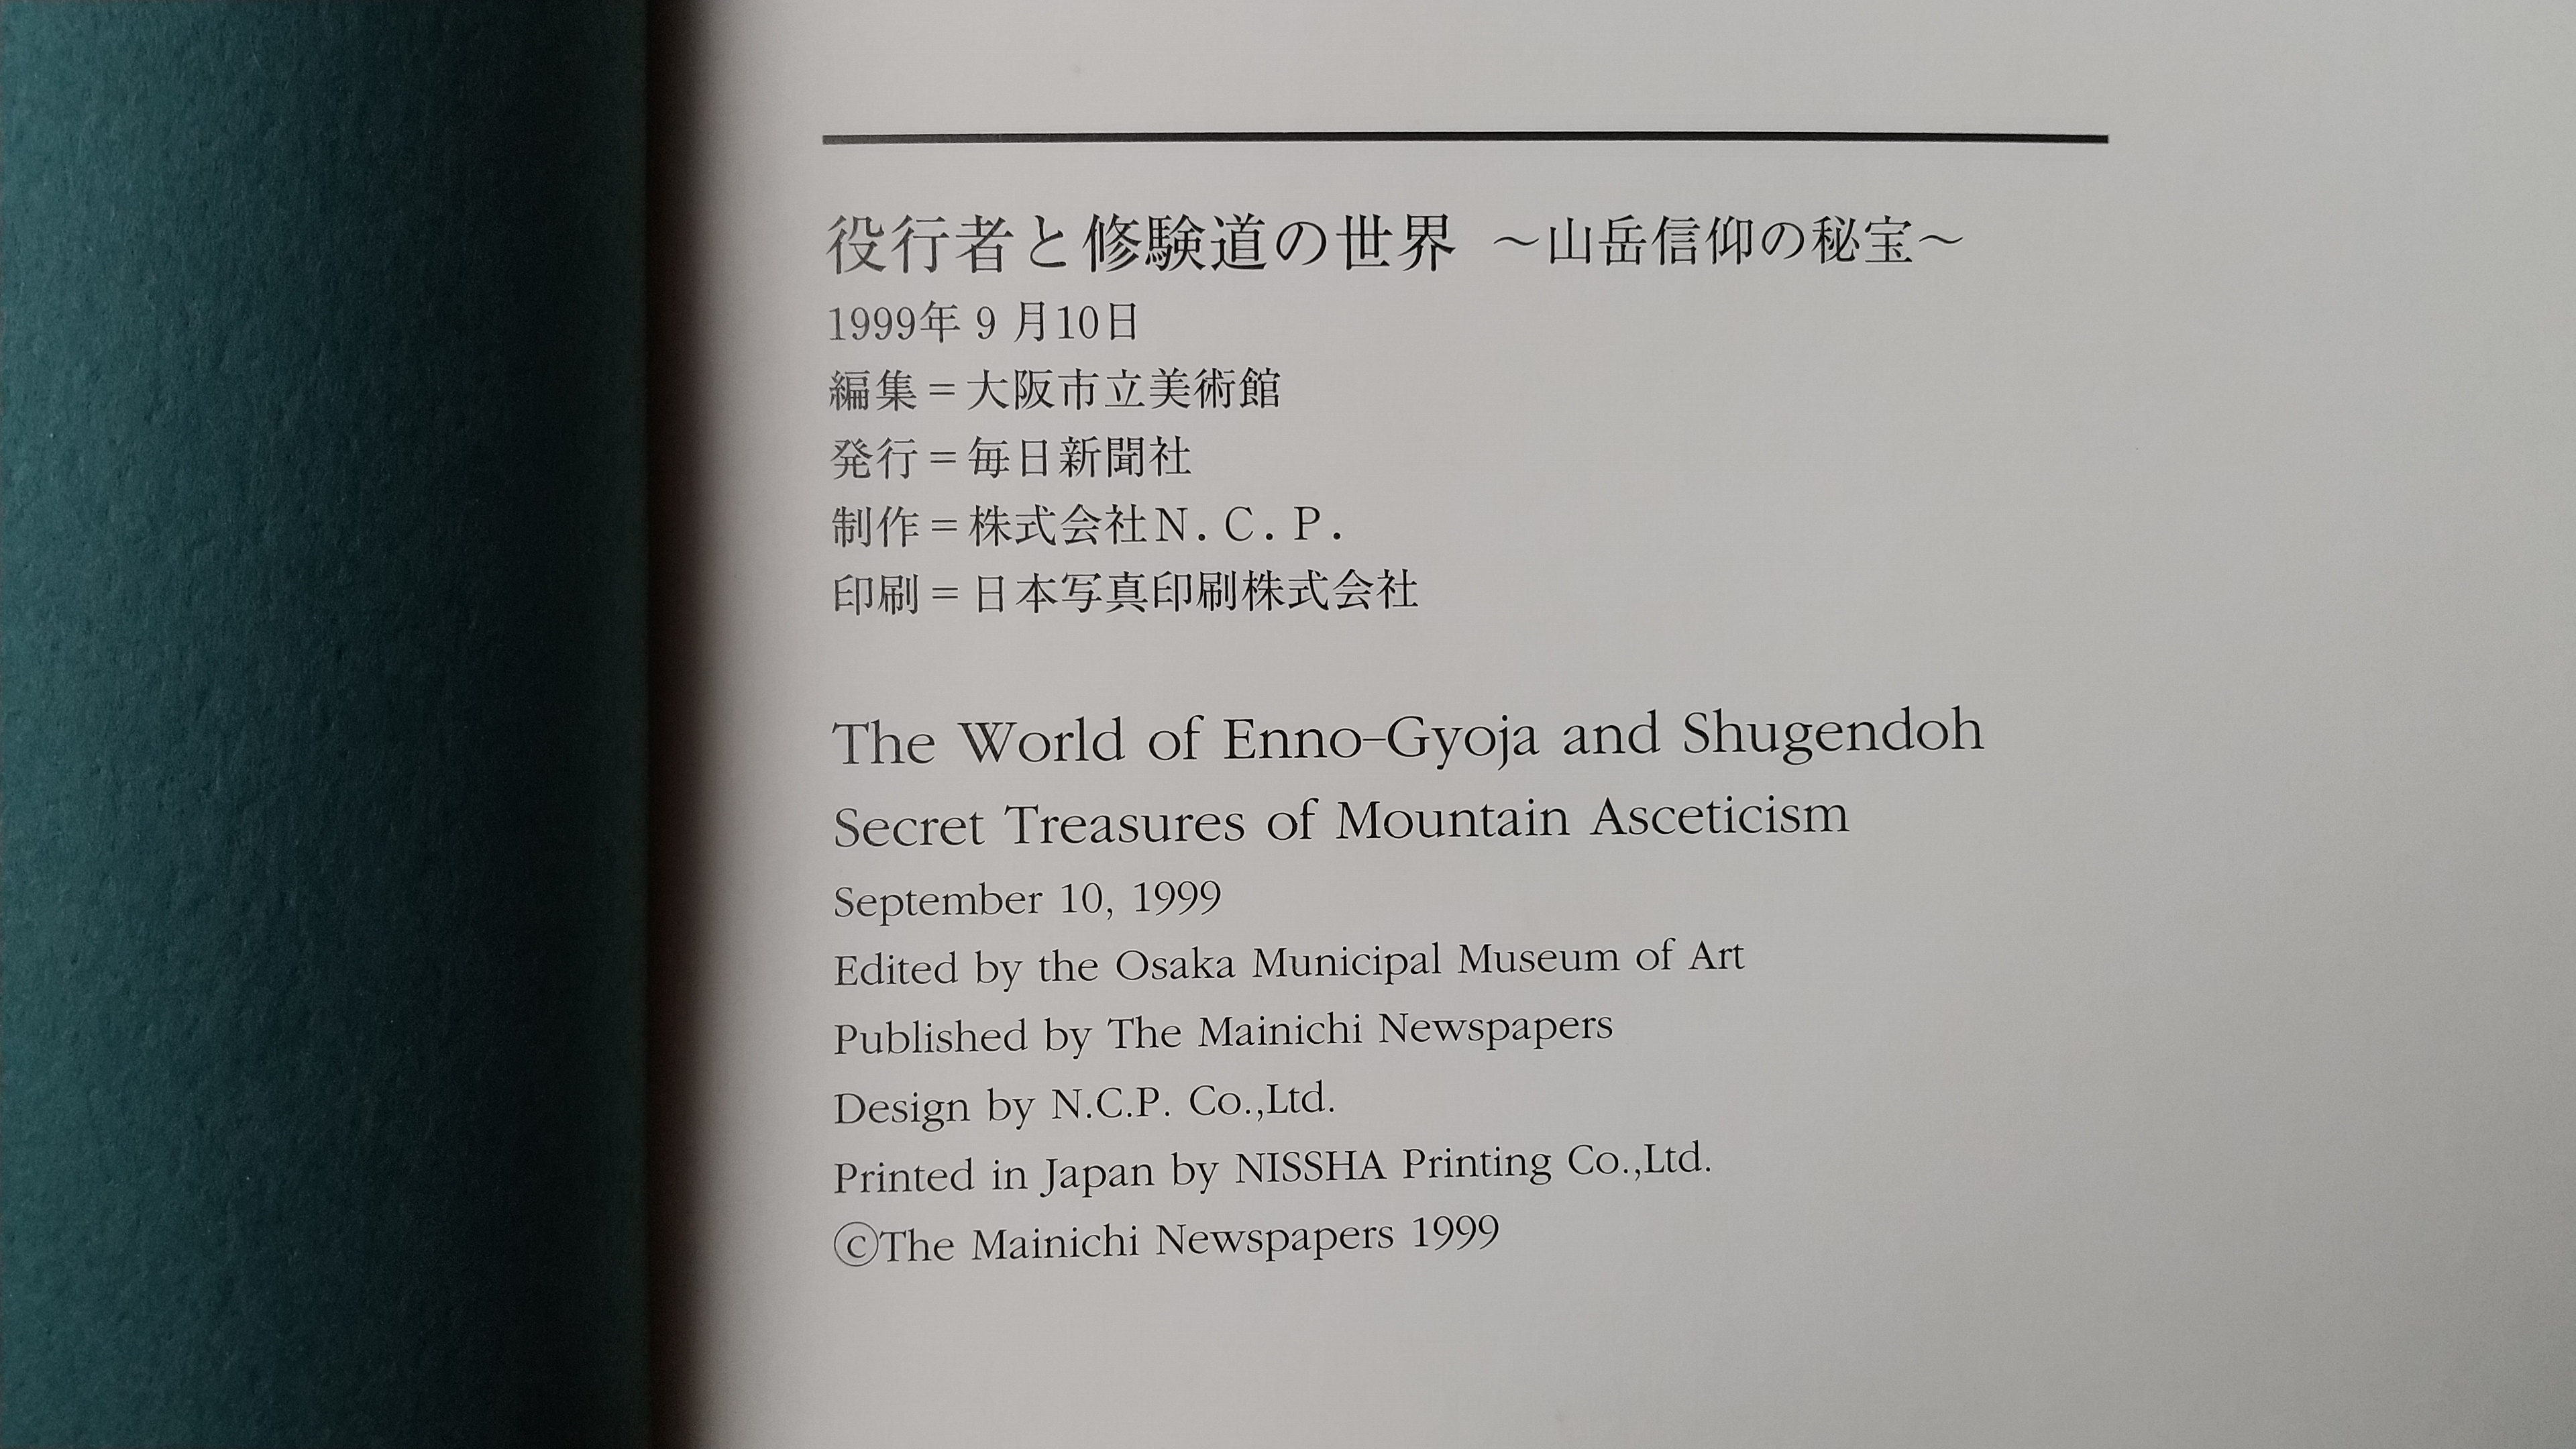 役行者と修験道の世界 ～山岳信仰の秘宝～
1999年9月10日
編集＝大阪市立美術館
発行＝毎日新聞社
制作＝株式会社N．C．P．
印刷＝日本写真印刷株式会社
The World of Enno-Gyoja and Shugendoh
Secret Treasures of Mountain Asceticism
September 10, 1999
Edited by the Osaka Municipal Museum of Art
Published by The Mainichi Newspapers
Design by N.C.P. Co.,Ltd.
Printed in Japan by NISSHA Printing Co.,Ltd.
©The Mainichi Newspapers 1999